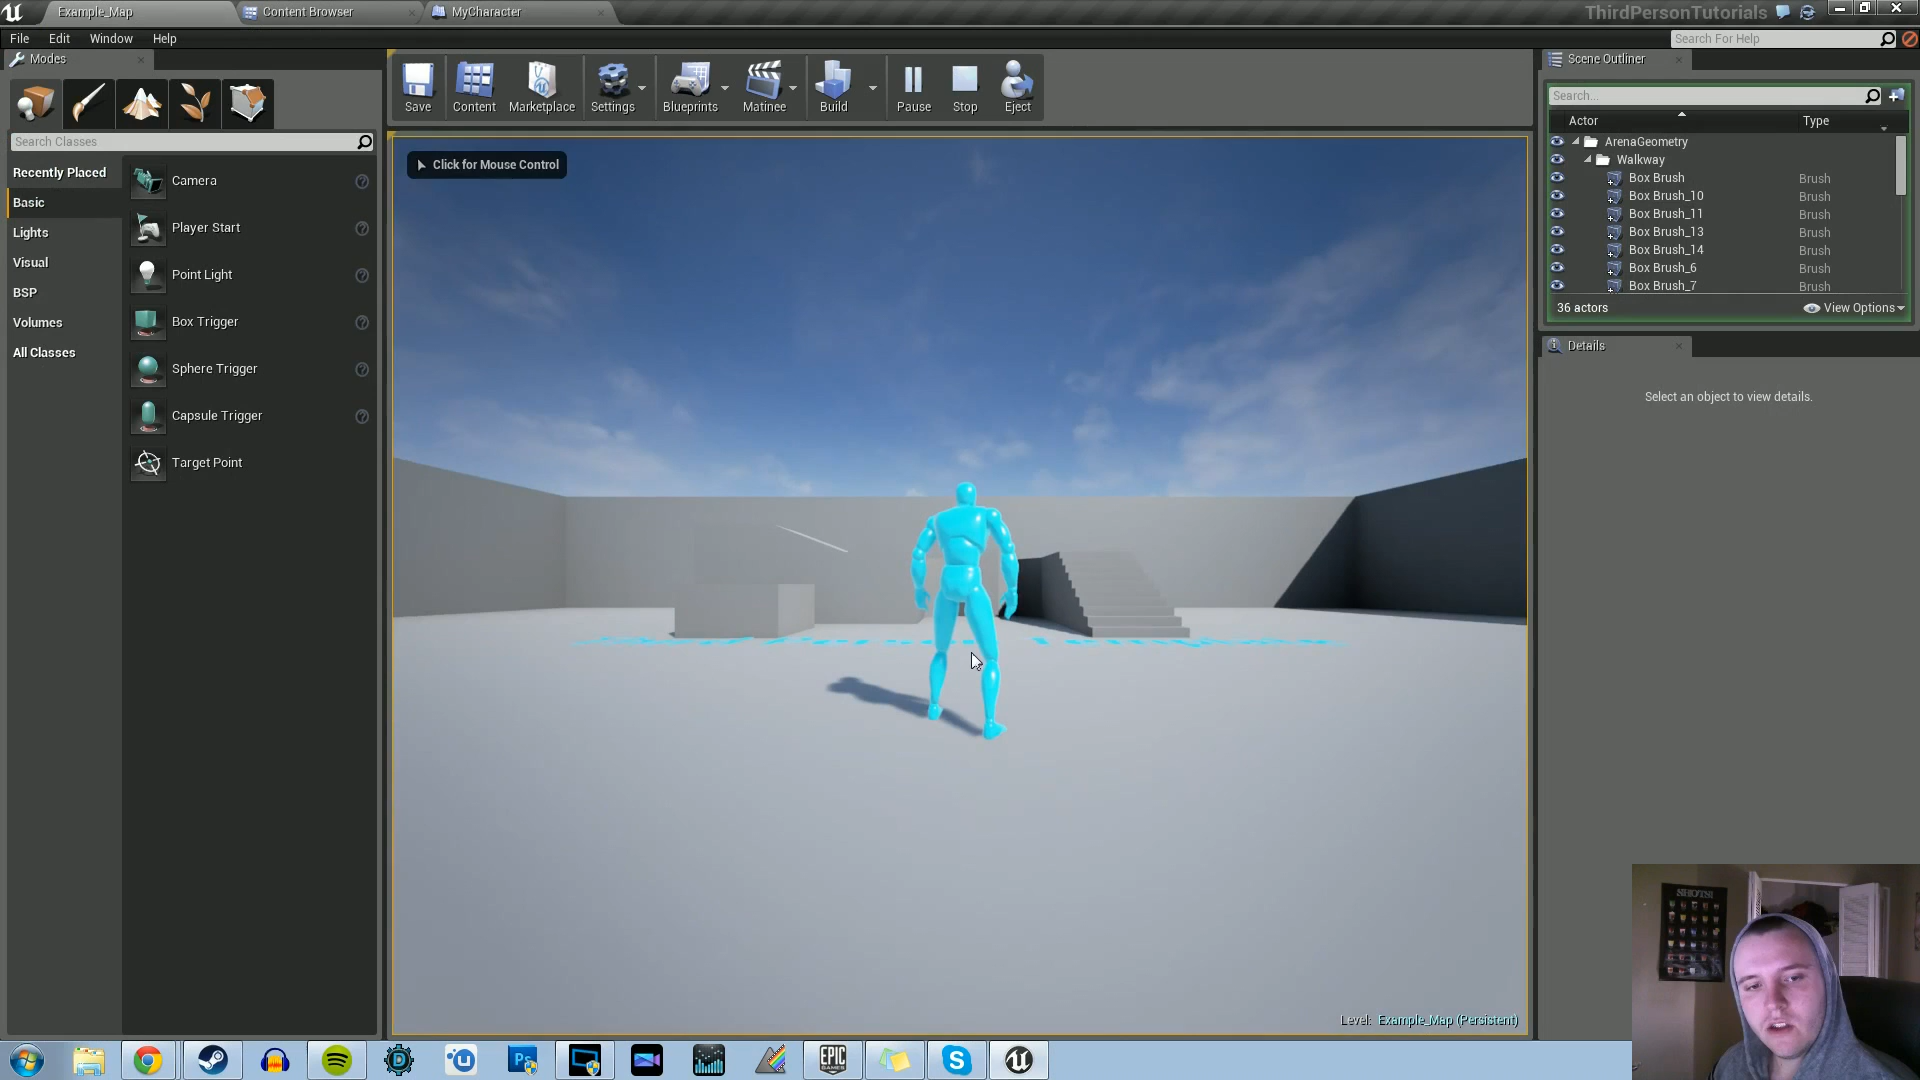 Example_Map
Content Browser
MyCharacter
ThirdPersonTutorials
File
Edit
Window
Help
Search For Help
Modes
Save
Content
Marketplace
Settings
Blueprints
Matinee
Build
Pause
Stop
Eject
Scene Outliner
Search...
Actor
Type
Search Classes
Recently Placed
Basic
Lights
Visual
BSP
Volumes
All Classes
Camera
Player Start
Point Light
Box Trigger
Sphere Trigger
Capsule Trigger
Target Point
Click for Mouse Control
ArenaGeometry
Walkway
Box Brush Brush
Box Brush_10 Brush
Box Brush_11 Brush
Box Brush_13 Brush
Box Brush_14 Brush
Box Brush_6 Brush
Box Brush_7 Brush
36 actors
View Options
Details
Select an object to view details.
Level: Example_Map (Persistent)
SHOTS!
Ps
EPIC
GAMES